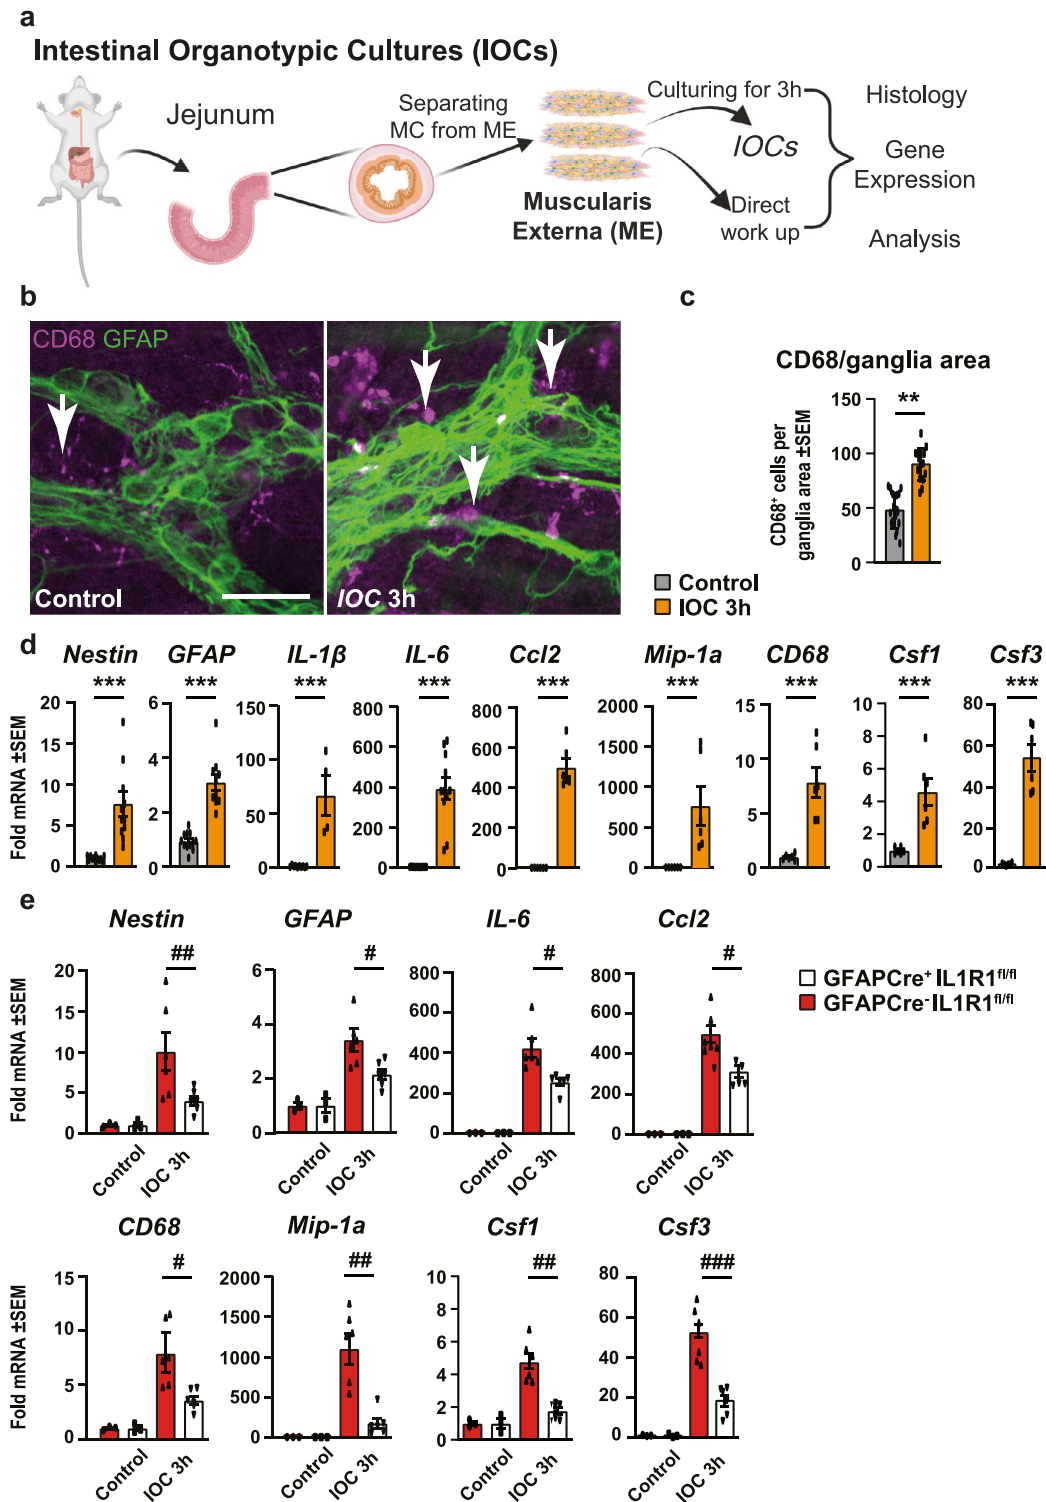 a
Intestinal Organotypic Cultures (IOCs)
Jejunum
Separating
MC from ME
Muscularis
Externa (ME)
Culturing for 3h
IOCs
Direct
work up
Histology
Gene
Expression
Analysis
b
CD68 GFAP
Control
IOC 3h
c
CD68/ganglia area
CD68⁺ cells per
ganglia area ±SEM
150
100
50
0
**
Control
IOC 3h
d
Nestin GFAP IL-1β IL-6 Ccl2 Mip-1a CD68 Csf1 Csf3
*** *** *** *** *** *** *** *** ***
Fold mRNA ±SEM
20
15
10
5
0
6
4
2
0
150
100
50
0
800
600
400
200
0
800
600
400
200
0
2000
1500
1000
500
0
15
10
5
0
10
8
6
4
2
0
80
60
40
20
0
e
Nestin GFAP IL-6 Ccl2
## # # #
Fold mRNA ±SEM
20
15
10
5
0
6
4
2
0
800
600
400
200
0
800
600
400
200
0
Control IOC 3h Control IOC 3h Control IOC 3h Control IOC 3h
GFAPCre⁺ IL1R1fl/fl
GFAPCre⁻ IL1R1fl/fl
CD68 Mip-1a Csf1 Csf3
# ## ## ###
Fold mRNA ±SEM
15
10
5
0
2000
1500
1000
500
0
10
8
6
4
2
0
80
60
40
20
0
Control IOC 3h Control IOC 3h Control IOC 3h Control IOC 3h